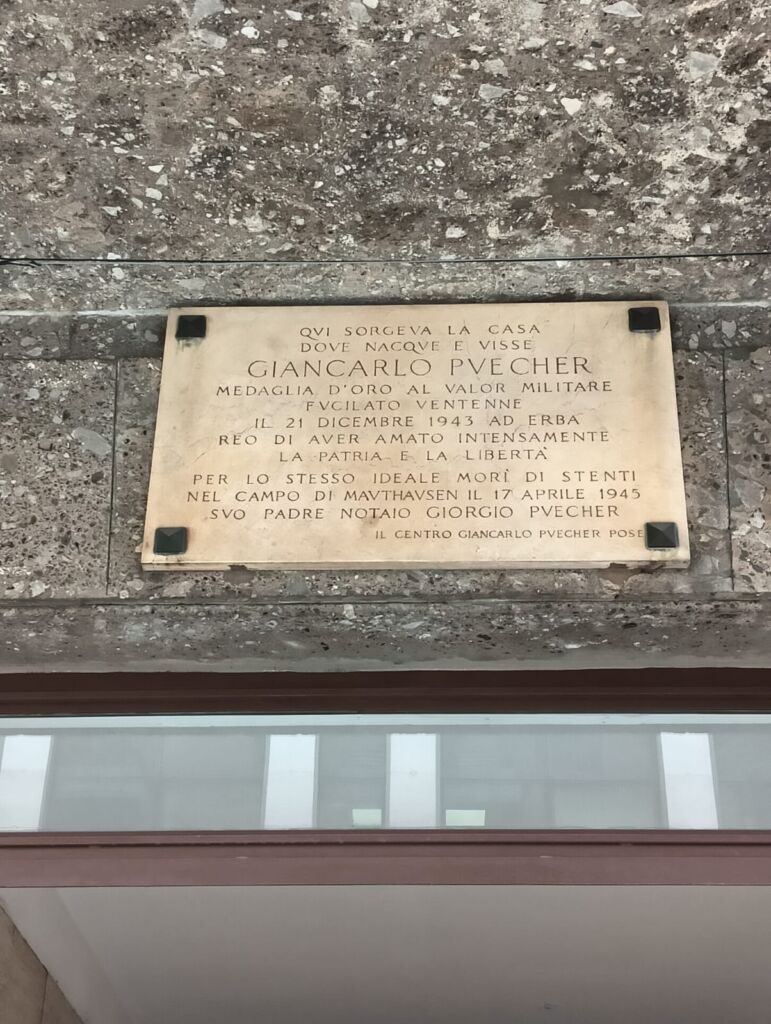 QVI SORGEVA LA CASA
DOVE NACQVE E VISSE
GIANCARLO PVECHER
MEDAGLIA D'ORO AL VALOR MILITARE
FVCILATO VENTENNE
IL 21 DICEMBRE 1943 AD ERBA
REO DI AVER AMATO INTENSAMENTE
LA PATRIA E LA LIBERTA'
PER LO STESSO IDEALE MORÌ DI STENTI
NEL CAMPO DI MAVTHAVSEN IL 17 APRILE 1945
SVO PADRE NOTAIO GIORGIO PVECHER
IL CENTRO GIANCARLO PVECHER POSE